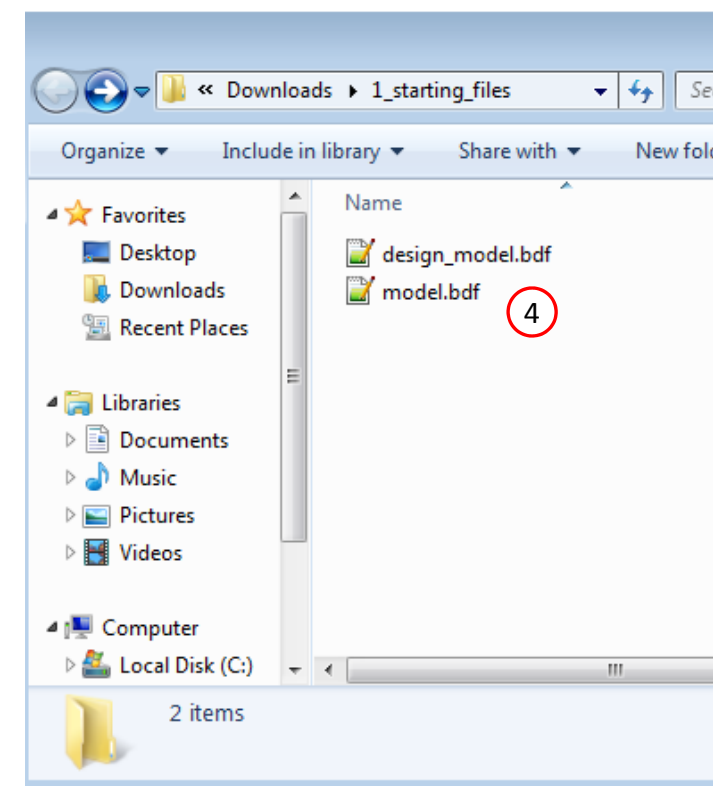 « Downloads ▸ 1_starting_files
Organize ▼ Include in library ▼ Share with ▼ New fol
Favorites
Desktop
Downloads
Recent Places
Libraries
Documents
Music
Pictures
Videos
Computer
Local Disk (C:)
Name
design_model.bdf
model.bdf
4
2 items